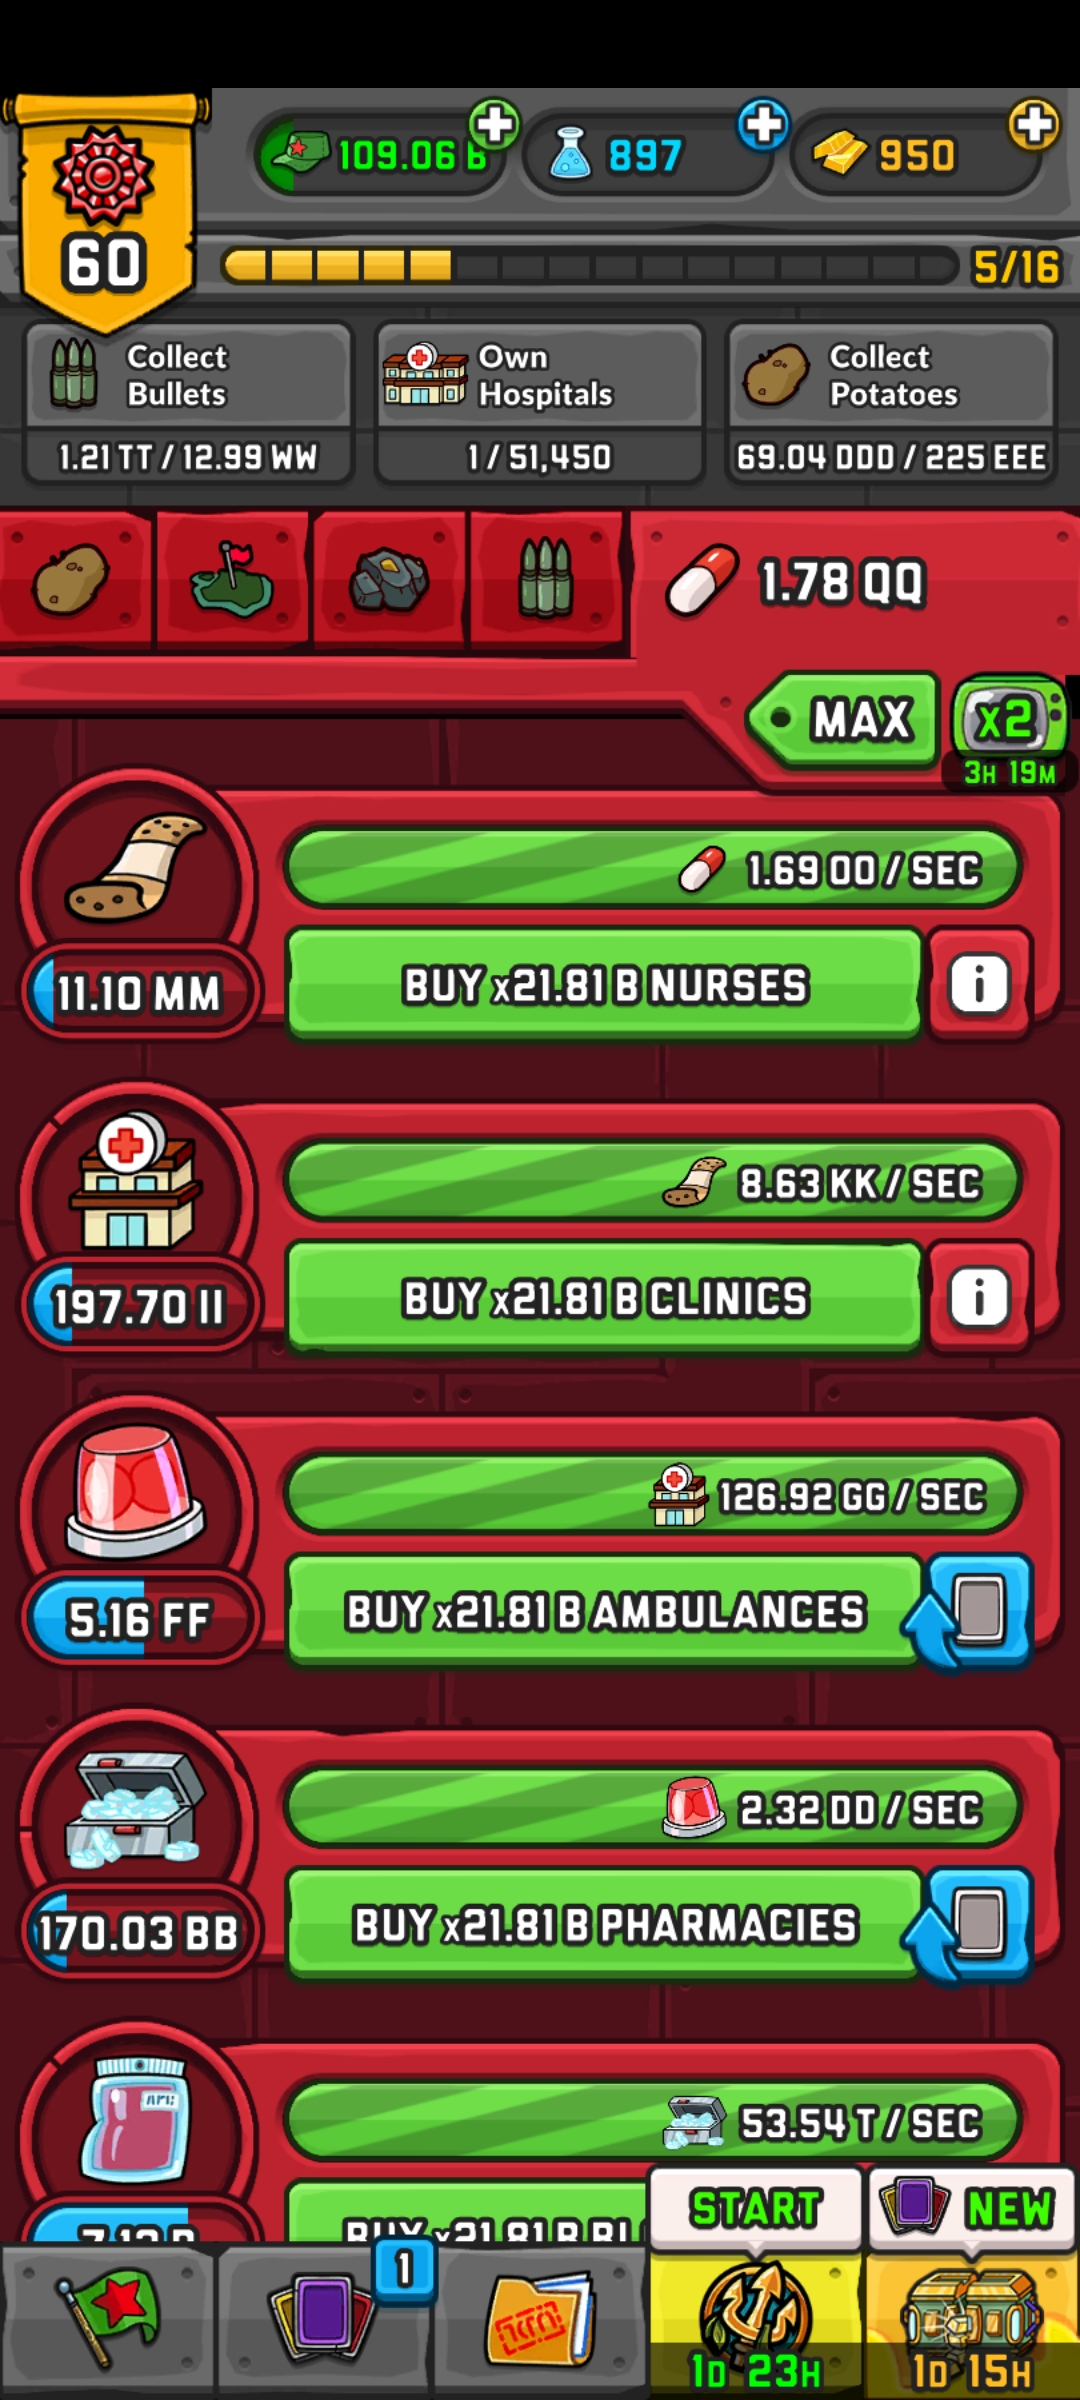 109.06 B
897
950
60
5/16
Collect
Bullets
1.21 TT / 12.99 WW
Own
Hospitals
1 / 51,450
Collect
Potatoes
69.04 DDD / 225 EEE
1.78 QQ
MAX
x2
3H 19M
1.69 OO / SEC
11.10 MM
BUY x21.81 B NURSES
i
8.63 KK / SEC
197.70 II
BUY x21.81 B CLINICS
i
126.92 GG / SEC
5.16 FF
BUY x21.81 B AMBULANCES
2.32 DD / SEC
170.03 BB
BUY x21.81 B PHARMACIES
53.54 T / SEC
BUY x21.81 B
START
NEW
1
1D 23H
1D 15H